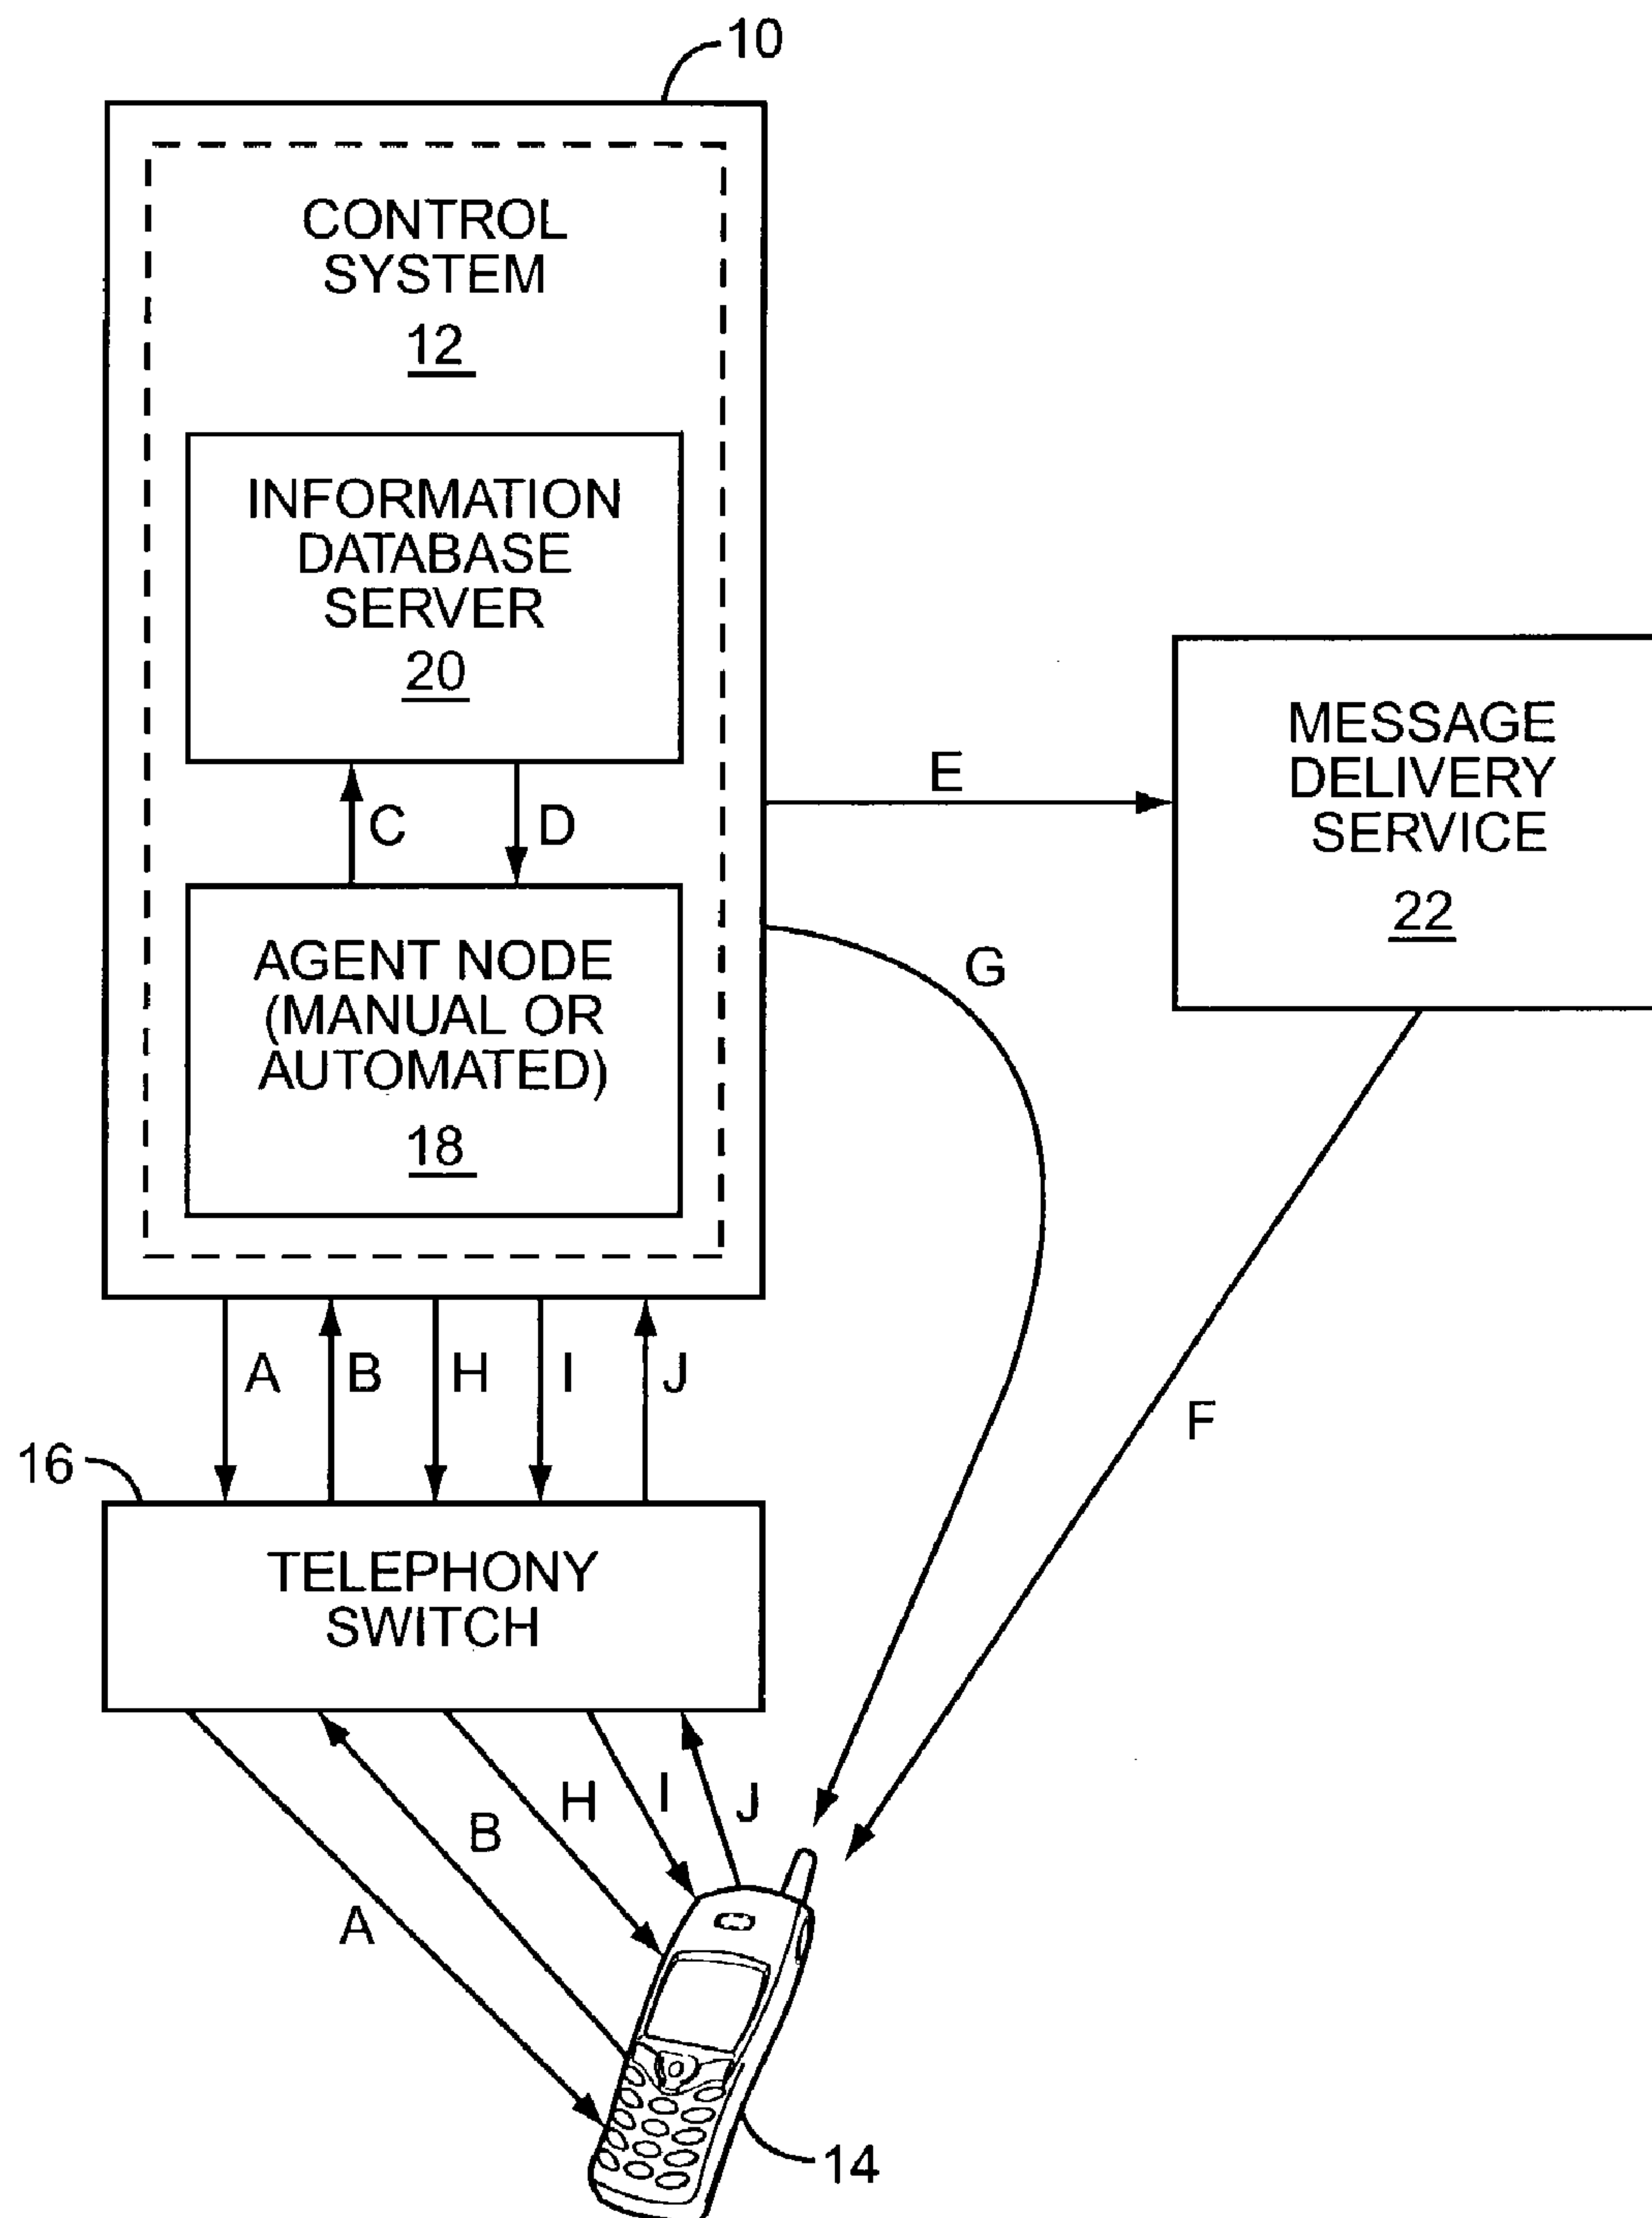 10
CONTROL
SYSTEM
12
INFORMATION
DATABASE
SERVER
20
C
D
E
MESSAGE
DELIVERY
SERVICE
22
AGENT NODE
(MANUAL OR
AUTOMATED)
18
G
A
B
H
I
J
F
16
TELEPHONY
SWITCH
A
B
H
I
J
14